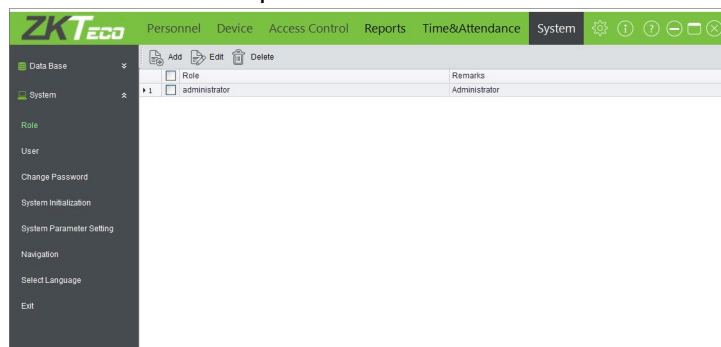 ZKTECO Personnel Device Access Control Reports Time&Attendance System
Data Base
System
Role
User
Change Password
System Initialization
System Parameter Setting
Navigation
Select Language
Exit
Add Edit Delete
Role Remarks
1 administrator Administrator